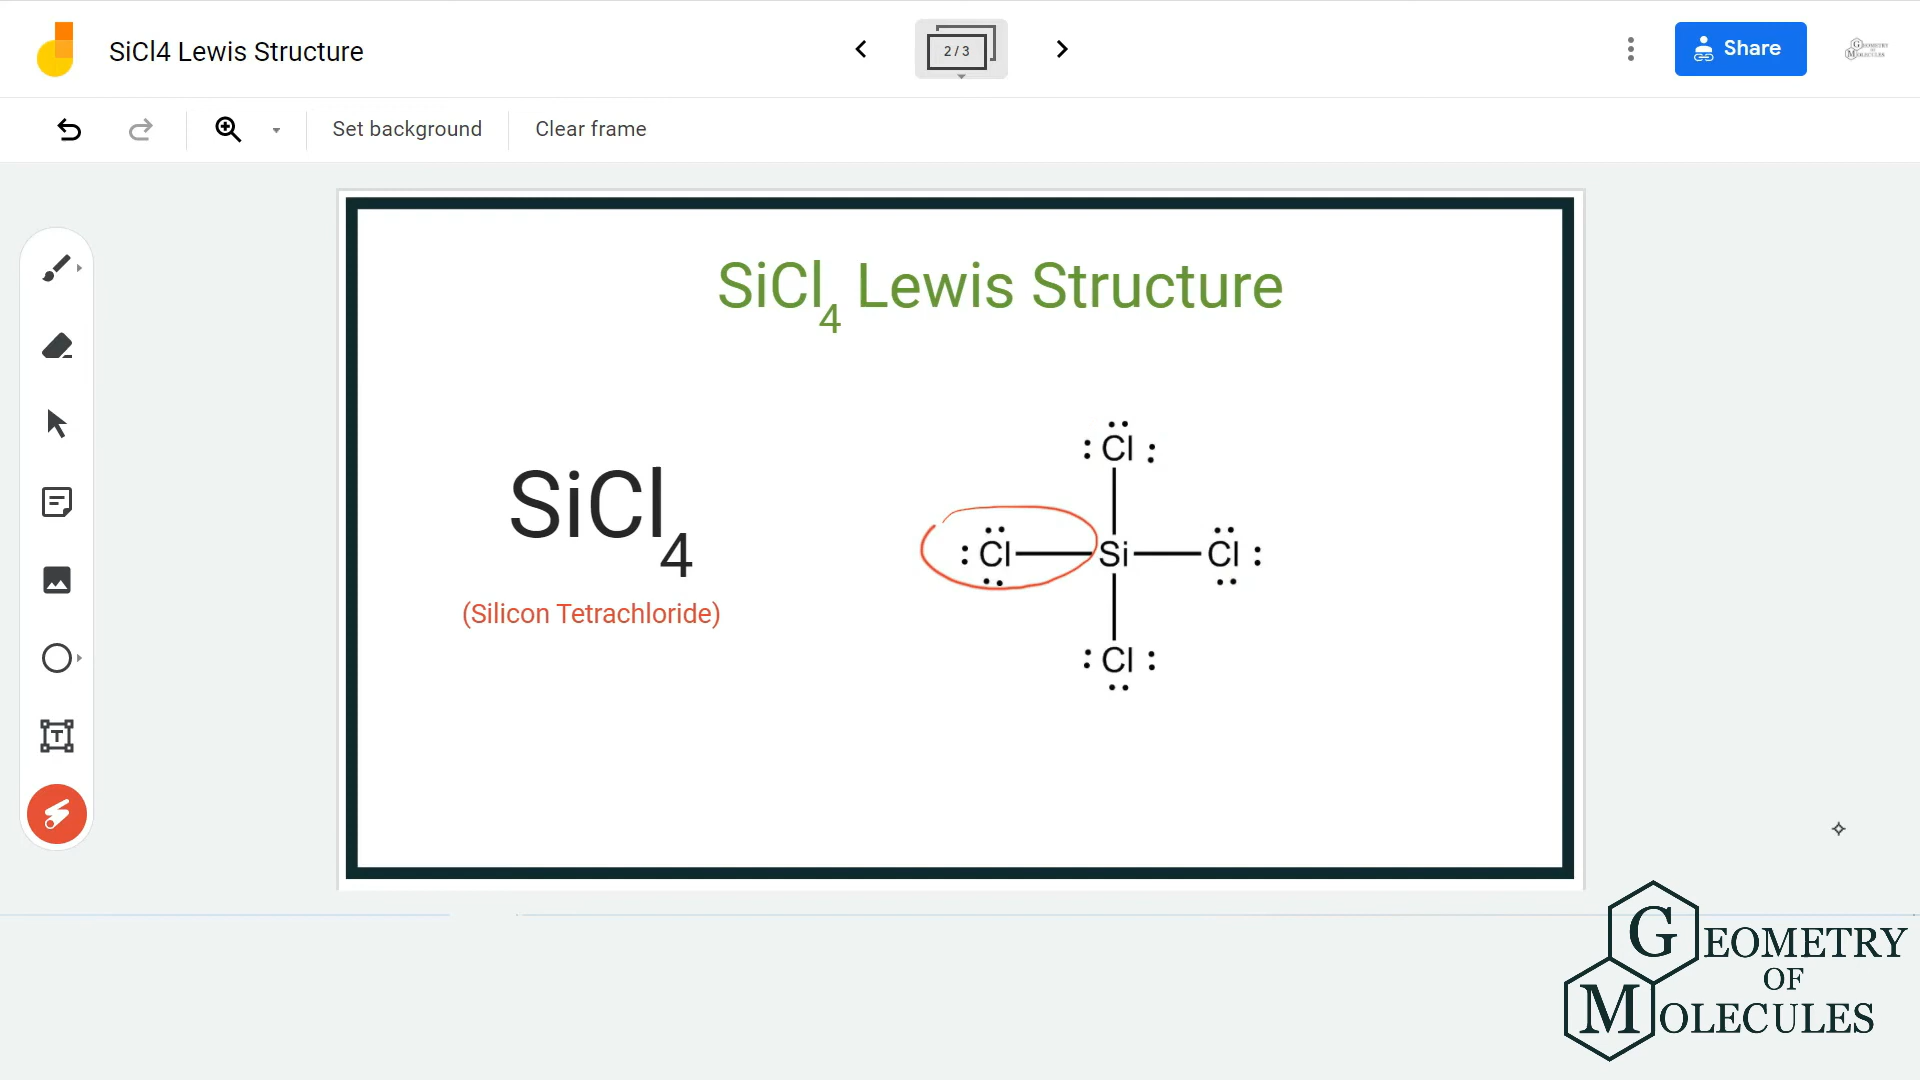 SiCl4 Lewis Structure
2 / 3
Share
Set background
Clear frame
SiCl4 Lewis Structure
Cl
SiCl4
Cl Si Cl
(Silicon Tetrachloride)
Cl
GEOMETRY
OF
MOLECULES